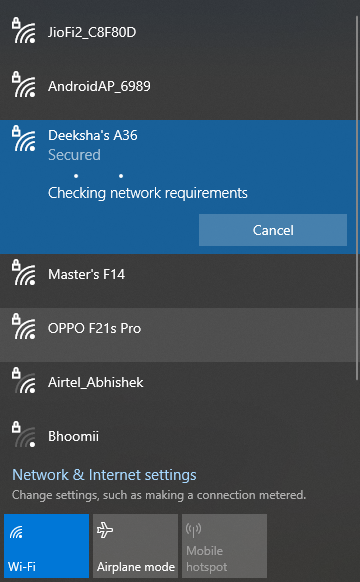 JioFi2_C8F80D
AndroidAP_6989
Deeksha's A36
Secured
Checking network requirements
Cancel
Master's F14
OPPO F21s Pro
Airtel_Abhishek
Bhoomii
Network & Internet settings
Change settings, such as making a connection metered.
Wi-Fi
Airplane mode
Mobile
hotspot